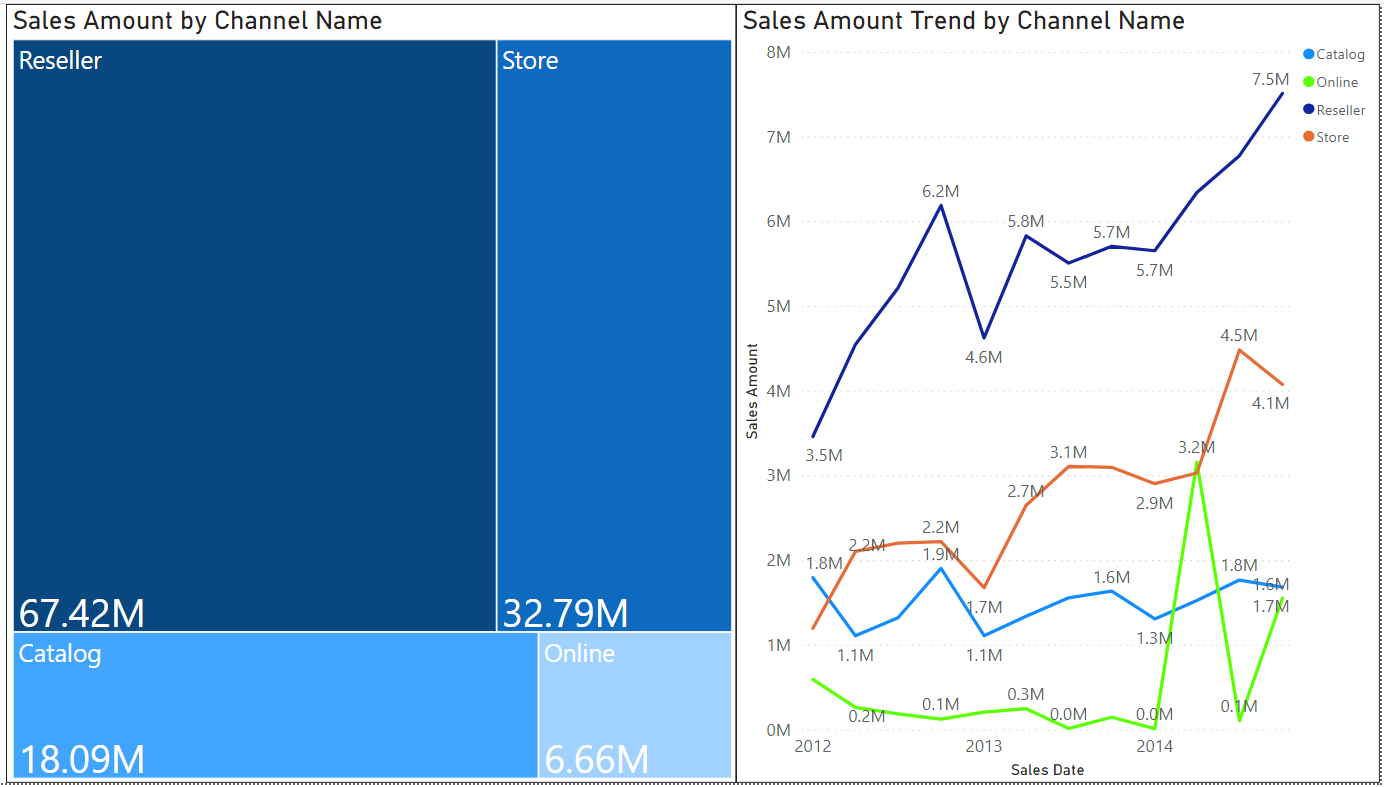 Sales Amount by Channel Name
Reseller
67.42M
Store
32.79M
Catalog
18.09M
Online
6.66M
Sales Amount Trend by Channel Name
Catalog
Online
Reseller
Store
Sales Amount
8M
7M
6M
5M
4M
3M
2M
1M
0M
7.5M
6.2M
5.8M
5.7M
5.7M
5.5M
4.6M
3.5M
4.5M
4.1M
3.2M
3.1M
2.7M
2.9M
2.2M
2.2M
1.9M
1.8M
1.8M
1.6M
1.6M
1.7M
1.7M
1.3M
1.1M
1.1M
0.3M
0.1M
0.2M
0.0M
0.0M
0.1M
2012
2013
2014
Sales Date